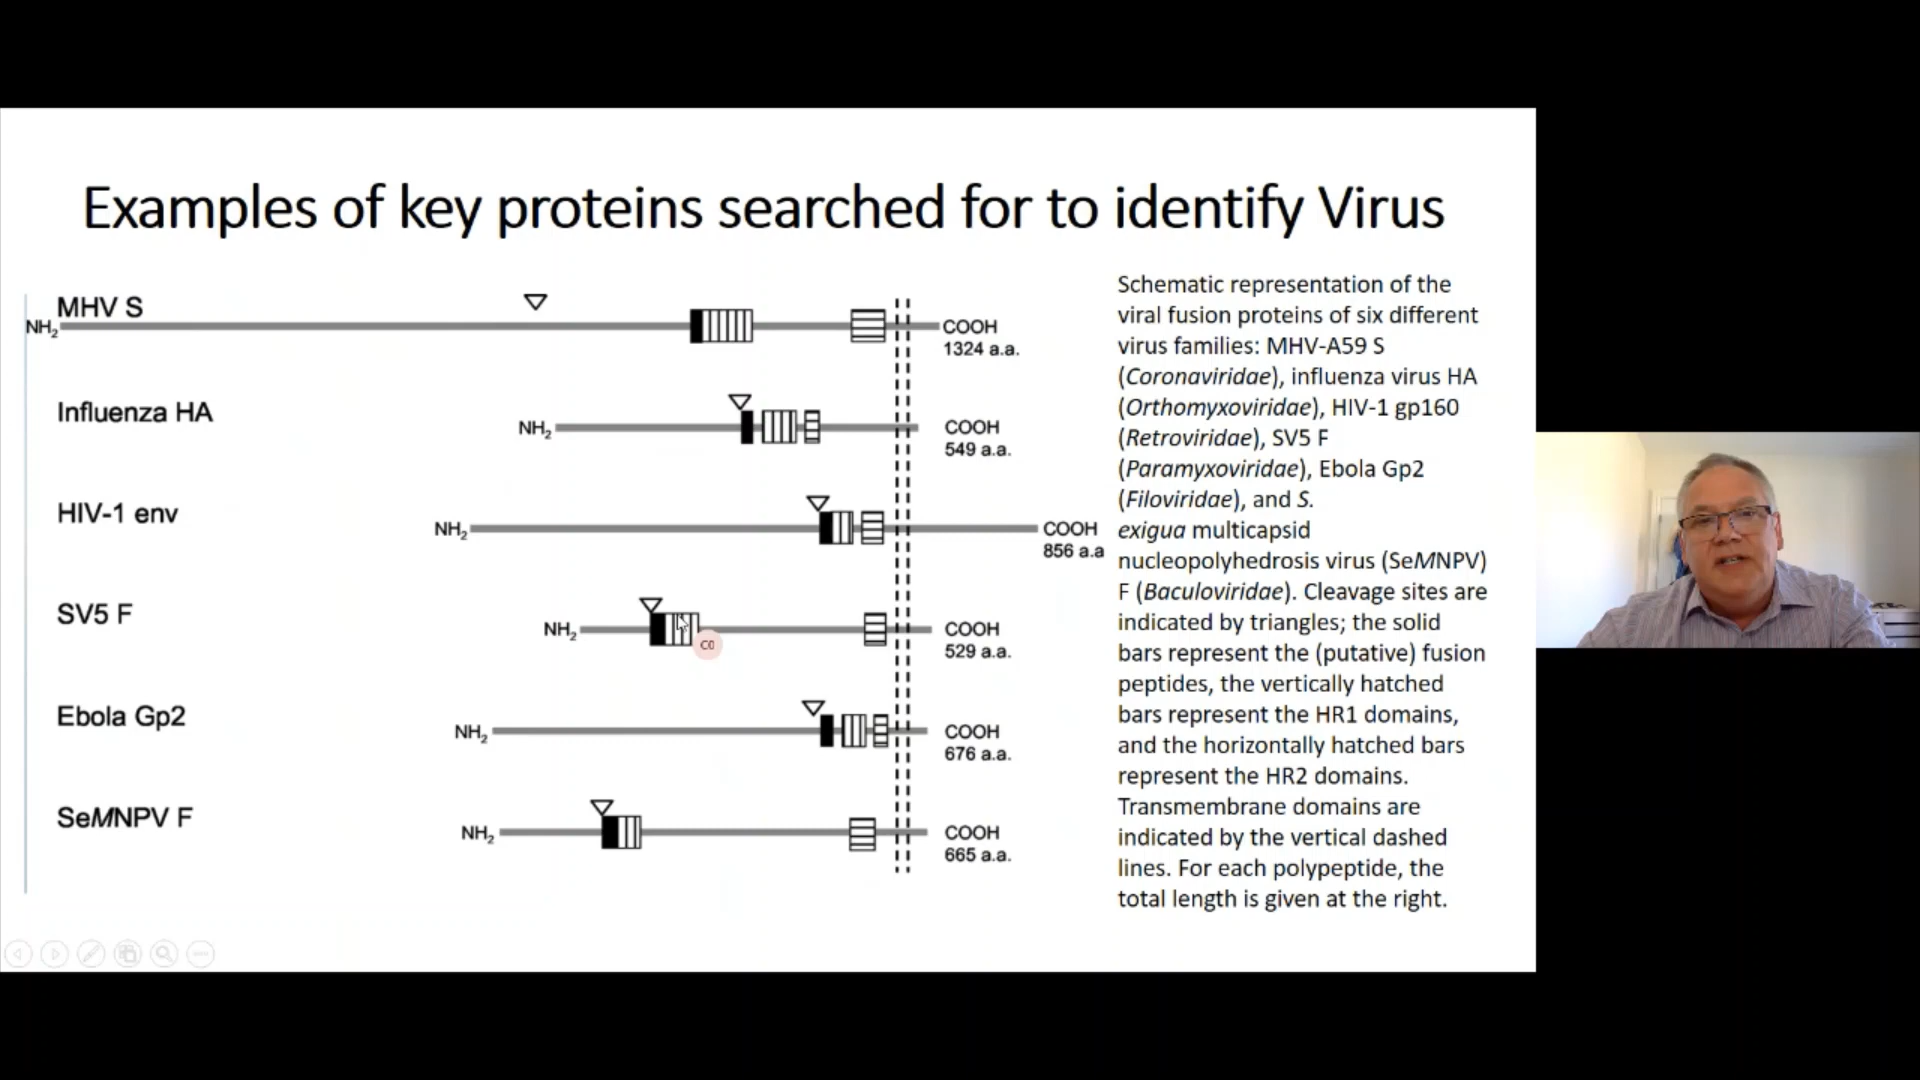 Examples of key proteins searched for to identify Virus
MHV S
NH2
COOH
1324 a.a.
Influenza HA
NH2
COOH
549 a.a.
HIV-1 env
NH2
COOH
856 a.a
SV5 F
NH2
C0
COOH
529 a.a.
Ebola Gp2
NH2
COOH
676 a.a.
SeMNPV F
NH2
COOH
665 a.a.
Schematic representation of the
viral fusion proteins of six different
virus families: MHV-A59 S
(Coronaviridae), influenza virus HA
(Orthomyxoviridae), HIV-1 gp160
(Retroviridae), SV5 F
(Paramyxoviridae), Ebola Gp2
(Filoviridae), and S.
exigua multicapsid
nucleopolyhedrosis virus (SeMNPV)
F (Baculoviridae). Cleavage sites are
indicated by triangles; the solid
bars represent the (putative) fusion
peptides, the vertically hatched
bars represent the HR1 domains,
and the horizontally hatched bars
represent the HR2 domains.
Transmembrane domains are
indicated by the vertical dashed
lines. For each polypeptide, the
total length is given at the right.